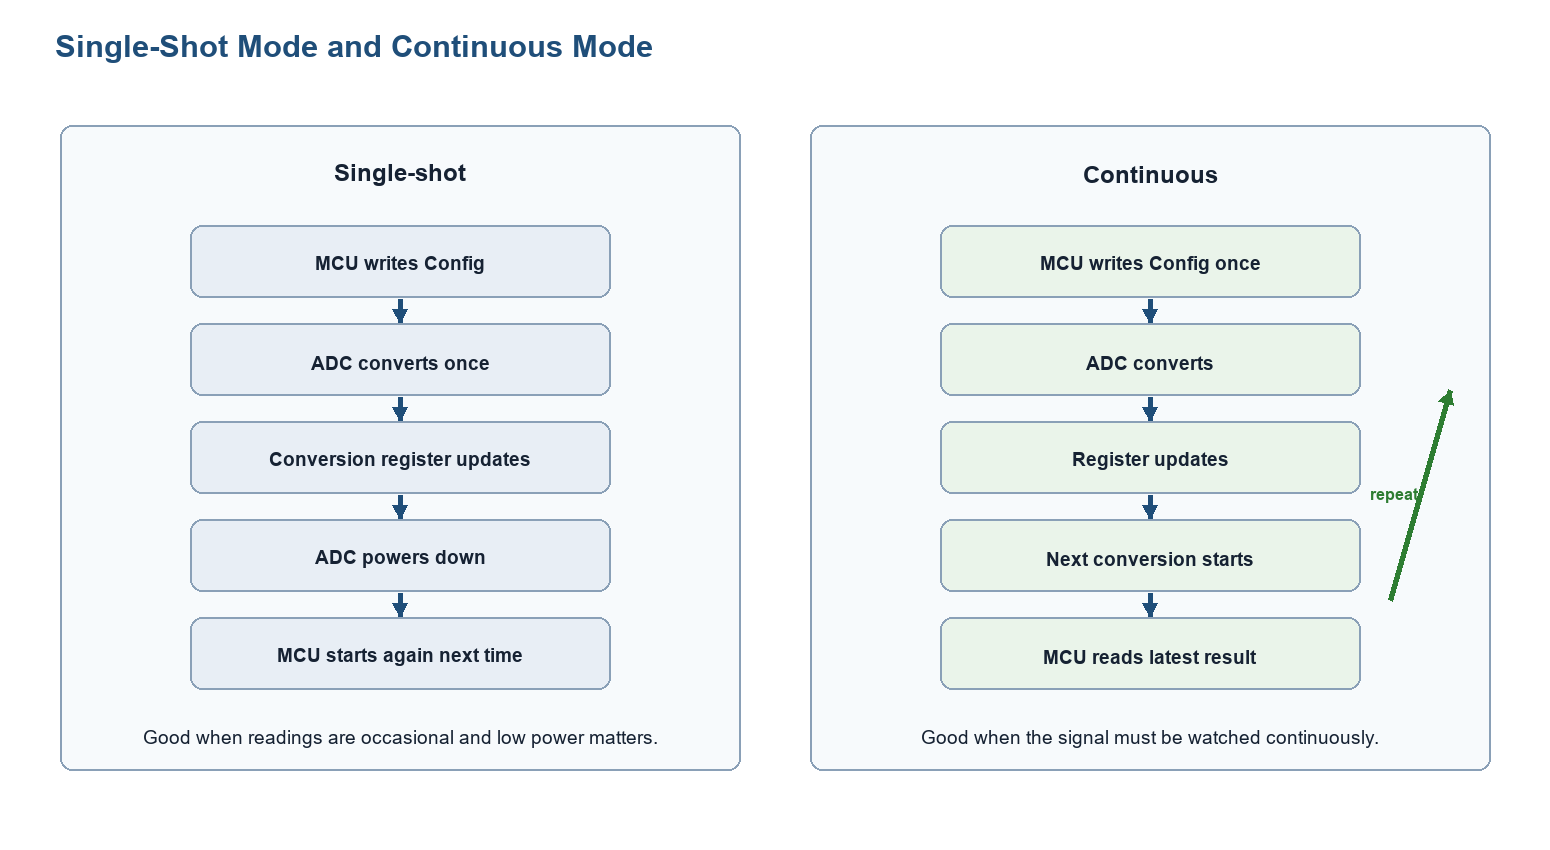 Single-Shot Mode and Continuous Mode
Single-shot
MCU writes Config
ADC converts once
Conversion register updates
ADC powers down
MCU starts again next time
Good when readings are occasional and low power matters.
Continuous
MCU writes Config once
ADC converts
Register updates
repeat
Next conversion starts
MCU reads latest result
Good when the signal must be watched continuously.